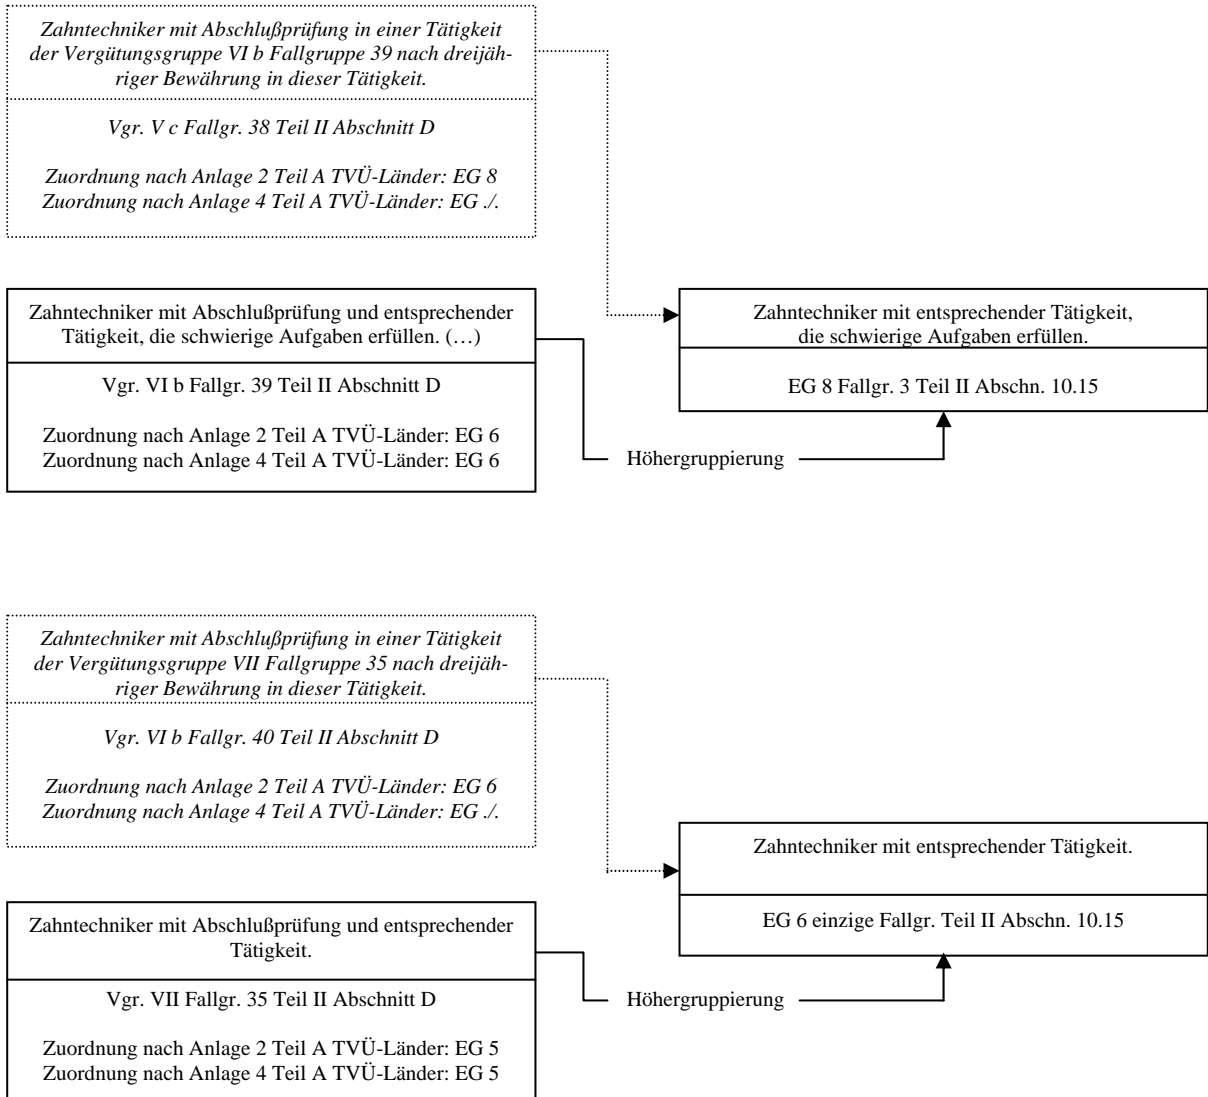 Zahntechniker mit Abschlußprüfung in einer Tätigkeit
der Vergütungsgruppe VI b Fallgruppe 39 nach dreijäh-
riger Bewährung in dieser Tätigkeit.
Vgr. V c Fallgr. 38 Teil II Abschnitt D
Zuordnung nach Anlage 2 Teil A TVÜ-Länder: EG 8
Zuordnung nach Anlage 4 Teil A TVÜ-Länder: EG ./.
Zahntechniker mit Abschlußprüfung und entsprechender
Tätigkeit, die schwierige Aufgaben erfüllen. (…)
Vgr. VI b Fallgr. 39 Teil II Abschnitt D
Zuordnung nach Anlage 2 Teil A TVÜ-Länder: EG 6
Zuordnung nach Anlage 4 Teil A TVÜ-Länder: EG 6
Höhergruppierung
Zahntechniker mit entsprechender Tätigkeit,
die schwierige Aufgaben erfüllen.
EG 8 Fallgr. 3 Teil II Abschn. 10.15
Zahntechniker mit Abschlußprüfung in einer Tätigkeit
der Vergütungsgruppe VII Fallgruppe 35 nach dreijäh-
riger Bewährung in dieser Tätigkeit.
Vgr. VI b Fallgr. 40 Teil II Abschnitt D
Zuordnung nach Anlage 2 Teil A TVÜ-Länder: EG 6
Zuordnung nach Anlage 4 Teil A TVÜ-Länder: EG ./.
Zahntechniker mit Abschlußprüfung und entsprechender
Tätigkeit.
Vgr. VII Fallgr. 35 Teil II Abschnitt D
Zuordnung nach Anlage 2 Teil A TVÜ-Länder: EG 5
Zuordnung nach Anlage 4 Teil A TVÜ-Länder: EG 5
Höhergruppierung
Zahntechniker mit entsprechender Tätigkeit.
EG 6 einzige Fallgr. Teil II Abschn. 10.15